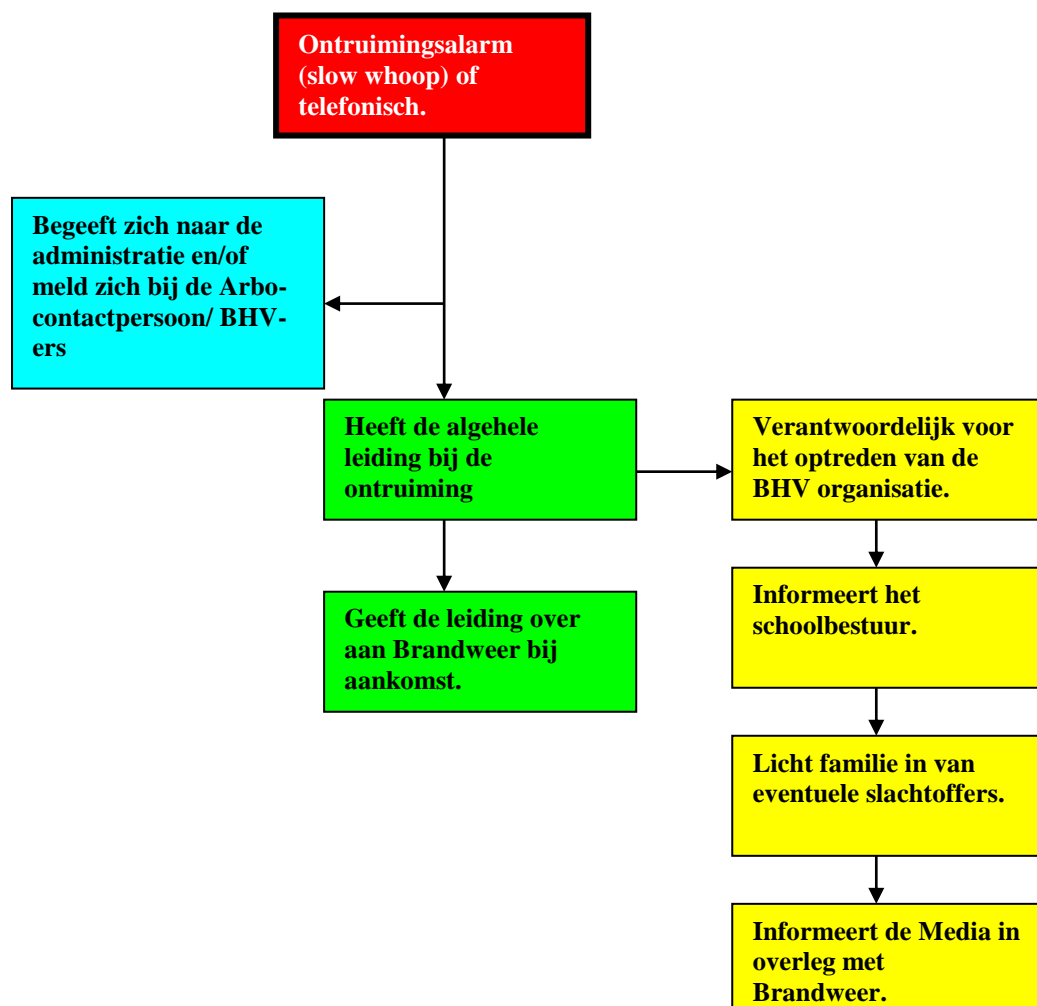 Ontruimingsalarm
(slow whoop) of
telefonisch.
Begeeft zich naar de
administratie en/of
meld zich bij de Arbo-
contactpersoon/ BHV-
ers
Heeft de algehele
leiding bij de
ontruiming
Verantwoordelijk voor
het optreden van de
BHV organisatie.
Geeft de leiding over
aan Brandweer bij
aankomst.
Informeert het
schoolbestuur.
Licht familie in van
eventuele slachtoffers.
Informeert de Media in
overleg met
Brandweer.